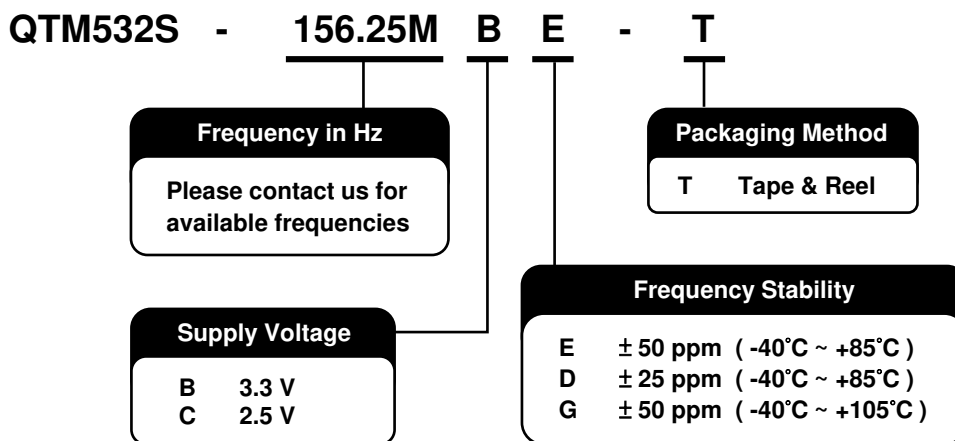 QTM532S - 156.25M B E - T
Frequency in Hz
Please contact us for
available frequencies
Packaging Method
T Tape & Reel
Supply Voltage
B 3.3 V
C 2.5 V
Frequency Stability
E ± 50 ppm ( -40°C ~ +85°C )
D ± 25 ppm ( -40°C ~ +85°C )
G ± 50 ppm ( -40°C ~ +105°C )